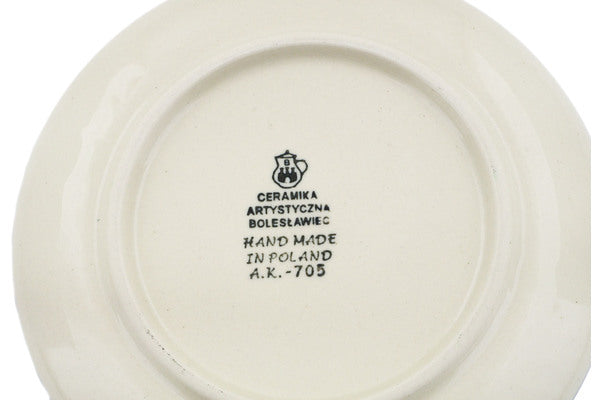 B
CERAMIKA
ARTYSTYCZNA
BOLESŁAWIEC
HAND MADE
IN POLAND
A.K.-705